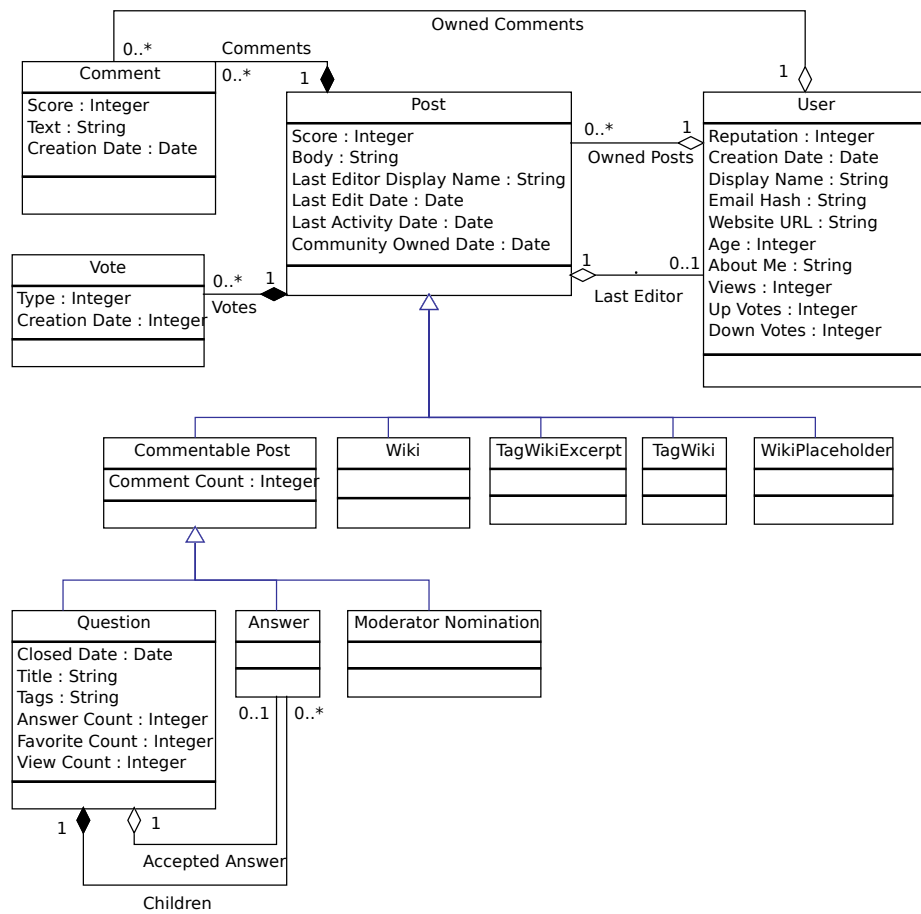 Owned Comments
0..*
Comments
0..*
1
1
Comment
Score : Integer
Text : String
Creation Date : Date
Post
Score : Integer
Body : String
Last Editor Display Name : String
Last Edit Date : Date
Last Activity Date : Date
Community Owned Date : Date
0..*
1
Owned Posts
1
0..1
Last Editor
User
Reputation : Integer
Creation Date : Date
Display Name : String
Email Hash : String
Website URL : String
Age : Integer
About Me : String
Views : Integer
Up Votes : Integer
Down Votes : Integer
Vote
Type : Integer
Creation Date : Integer
0..*
1
Votes
Commentable Post
Comment Count : Integer
Wiki
TagWikiExcerpt
TagWiki
WikiPlaceholder
Question
Closed Date : Date
Title : String
Tags : String
Answer Count : Integer
Favorite Count : Integer
View Count : Integer
Answer
Moderator Nomination
0..1
0..*
1
1
Accepted Answer
Children